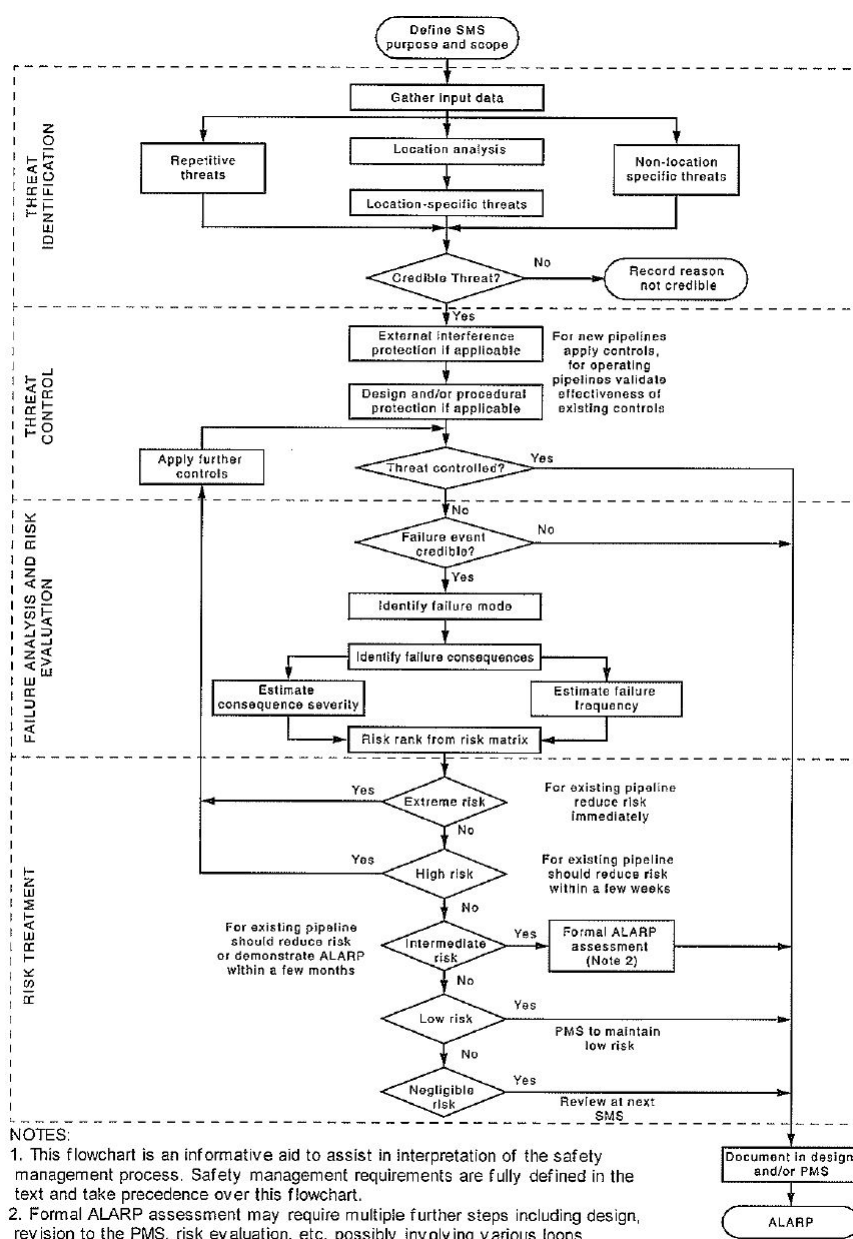 Define SMS
purpose and scope
THREAT
IDENTIFICATION
Gather input data
Repetitive
threats
Location analysis
Non-location
specific threats
Location-specific threats
Credible Threat?
No
Record reason
not credible
Yes
THREAT
CONTROL
External interference
protection if applicable
For new pipelines
apply controls,
for operating
pipelines validate
effectiveness of
existing controls
Design and/or procedural
protection if applicable
Apply further
controls
Threat controlled?
Yes
No
FAILURE ANALYSIS AND RISK
EVALUATION
Failure event
credible?
No
Yes
Identify failure mode
Identify failure consequences
Estimate
consequence severity
Estimate failure
frequency
Risk rank from risk matrix
RISK TREATMENT
Yes
Extreme risk
For existing pipeline
reduce risk
immediately
No
Yes
High risk
For existing pipeline
should reduce risk
within a few weeks
No
For existing pipeline
should reduce risk
or demonstrate ALARP
within a few months
Intermediate
risk
Yes
Formal ALARP
assessment
(Note 2)
No
Low risk
Yes
PMS to maintain
low risk
No
Negligible
risk
Yes
Review at next
SMS
NOTES:
1. This flowchart is an informative aid to assist in interpretation of the safety
management process. Safety management requirements are fully defined in the
text and take precedence over this flowchart.
2. Formal ALARP assessment may require multiple further steps including design,
revision to the PMS, risk evaluation, etc, possibly involving various loops
Document in design
and/or PMS
ALARP